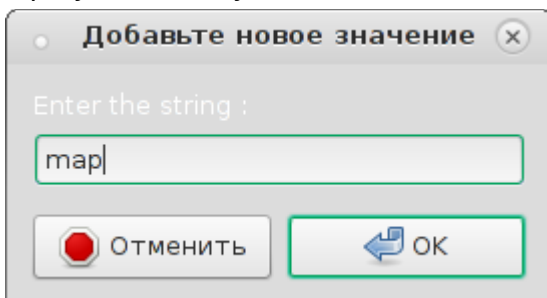 Добавьте новое значение
Enter the string :
map
Отменить
OK